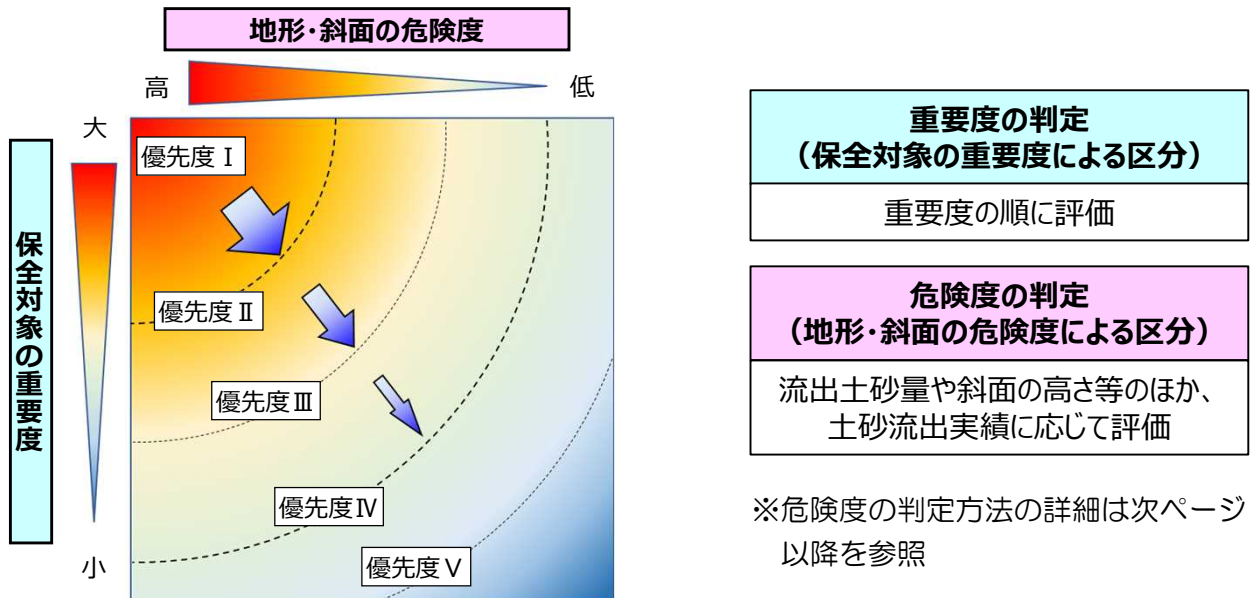 地形・斜面の危険度
高
低
大
保全対象の重要度
小
優先度Ⅰ
優先度Ⅱ
優先度Ⅲ
優先度Ⅳ
優先度Ⅴ
重要度の判定
（保全対象の重要度による区分）
重要度の順に評価
危険度の判定
（地形・斜面の危険度による区分）
流出土砂量や斜面の高さ等のほか、
土砂流出実績に応じて評価
※危険度の判定方法の詳細は次ページ
以降を参照